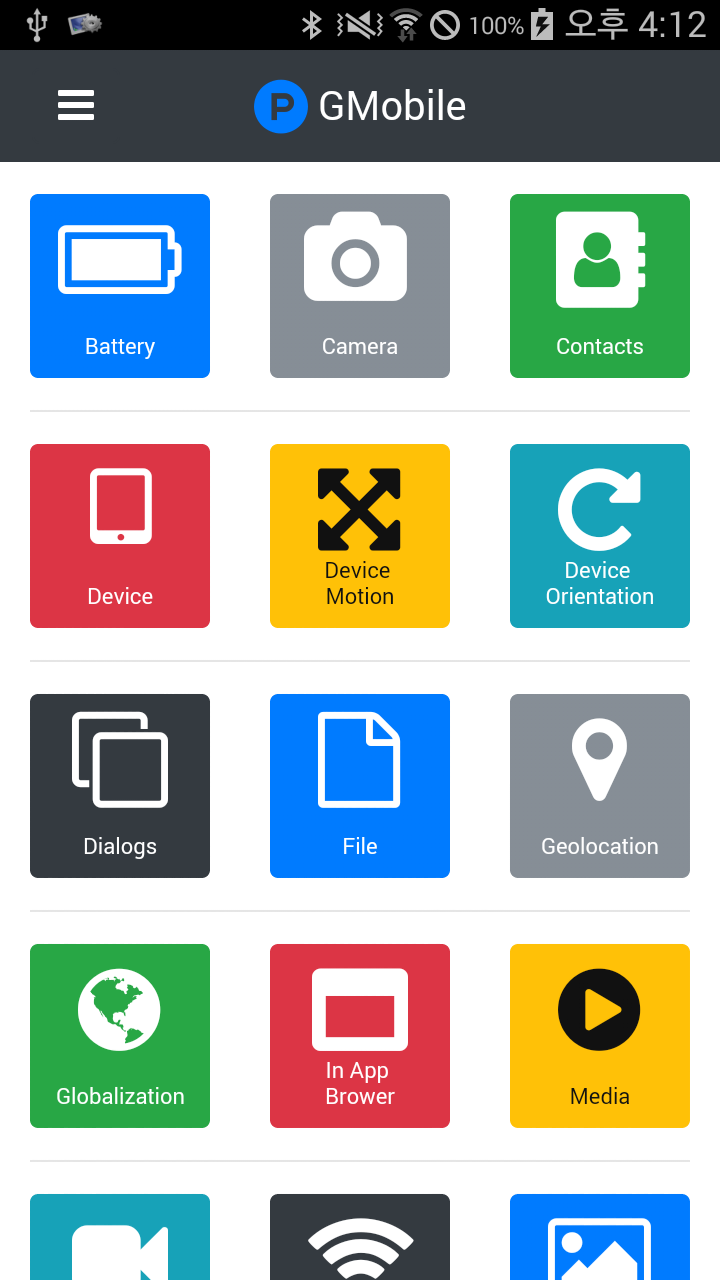 100% 오후 4:12
P GMobile
Battery
Camera
Contacts
Device
Device
Motion
Device
Orientation
Dialogs
File
Geolocation
Globalization
In App
Brower
Media